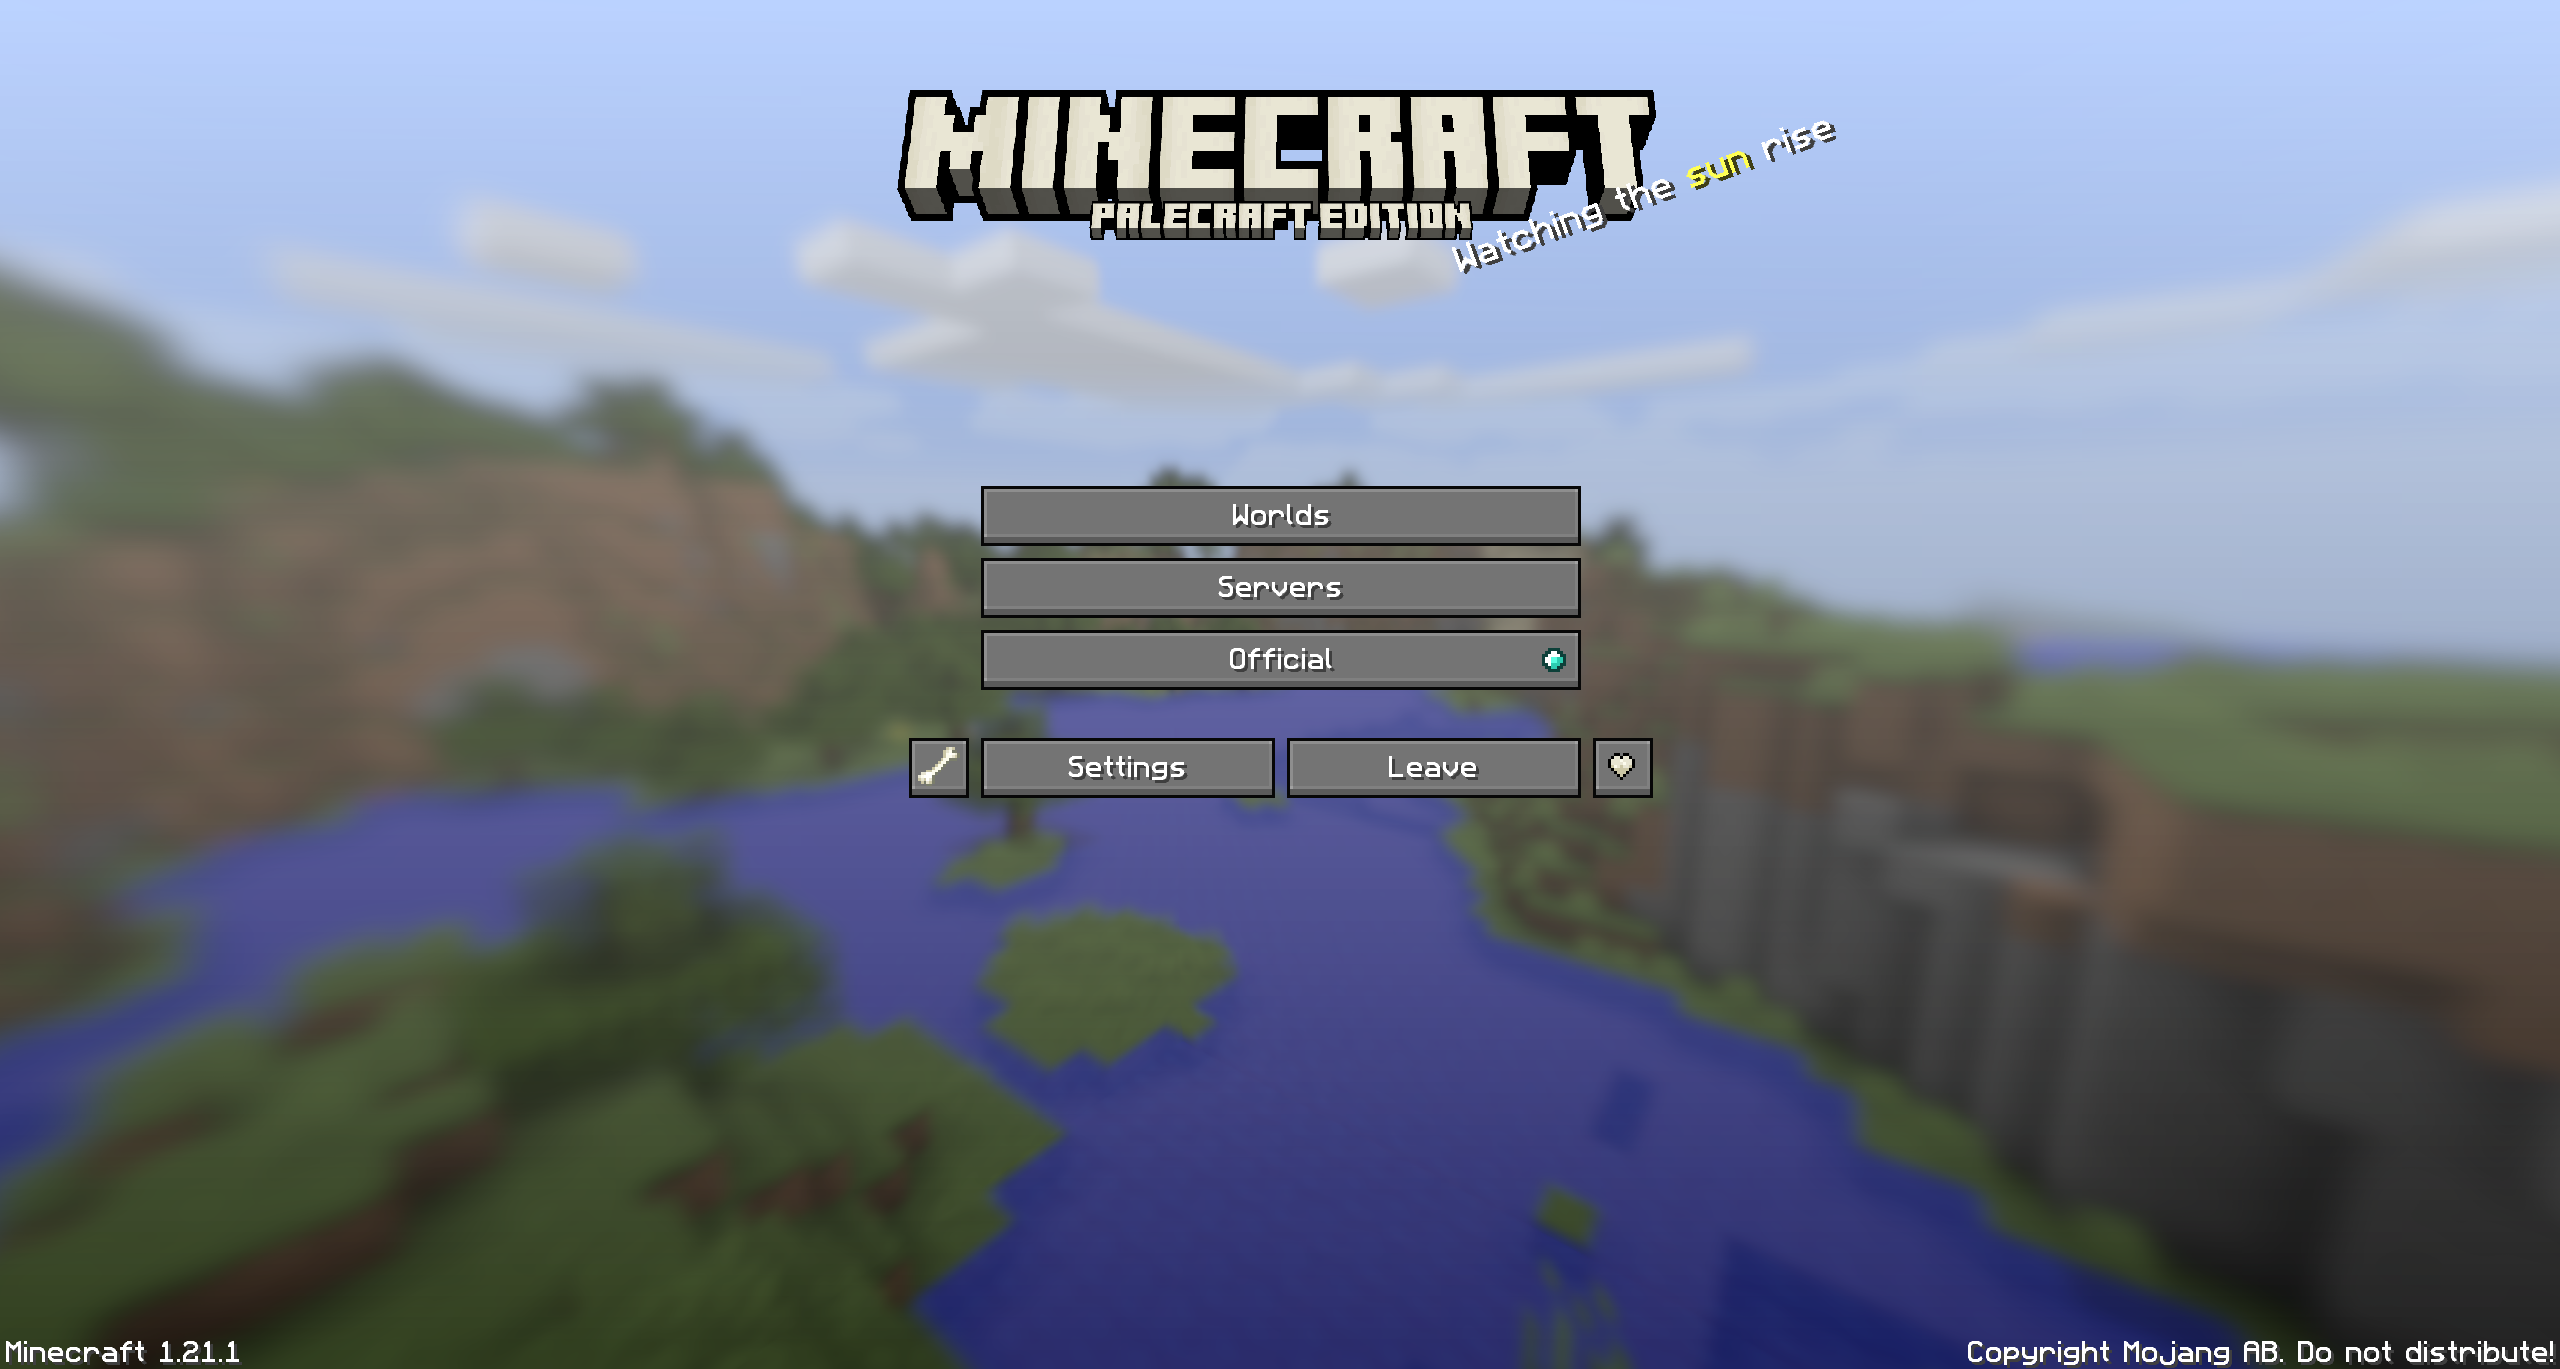 MINECRAFT
PALECRAFT EDITION
Watching the sun rise
Worlds
Servers
Official
Settings
Leave
Minecraft 1.21.1
Copyright Mojang AB. Do not distribute!